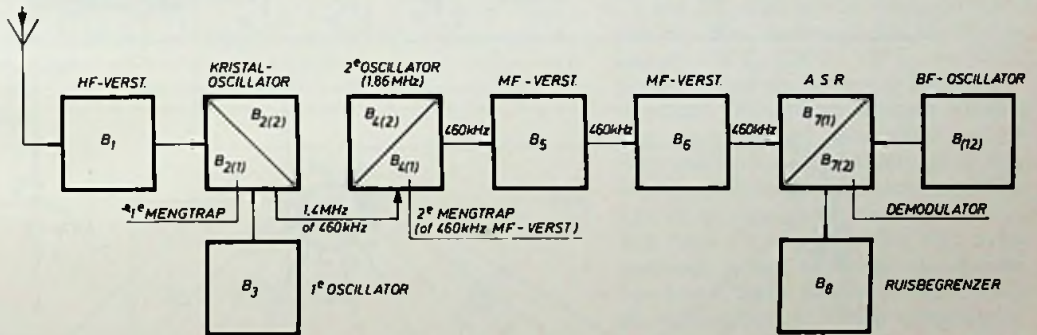 HF-VERST.
KRISTAL-
OSCILLATOR
2e OSCILLATOR
(1.86 MHz)
MF-VERST.
MF-VERST.
A S R
BF-OSCILLATOR
B1
B2(2)
B2(1)
B4(2)
B4(1)
460kHz
B5
460kHz
B6
460kHz
B7(1)
B7(2)
B(12)
1e MENGTRAP
1.4MHz
of 460kHz
2e MENGTRAP
(of 460kHz MF-VERST)
DEMODULATOR
B3
1e OSCILLATOR
B8
RUISBEGRENZER